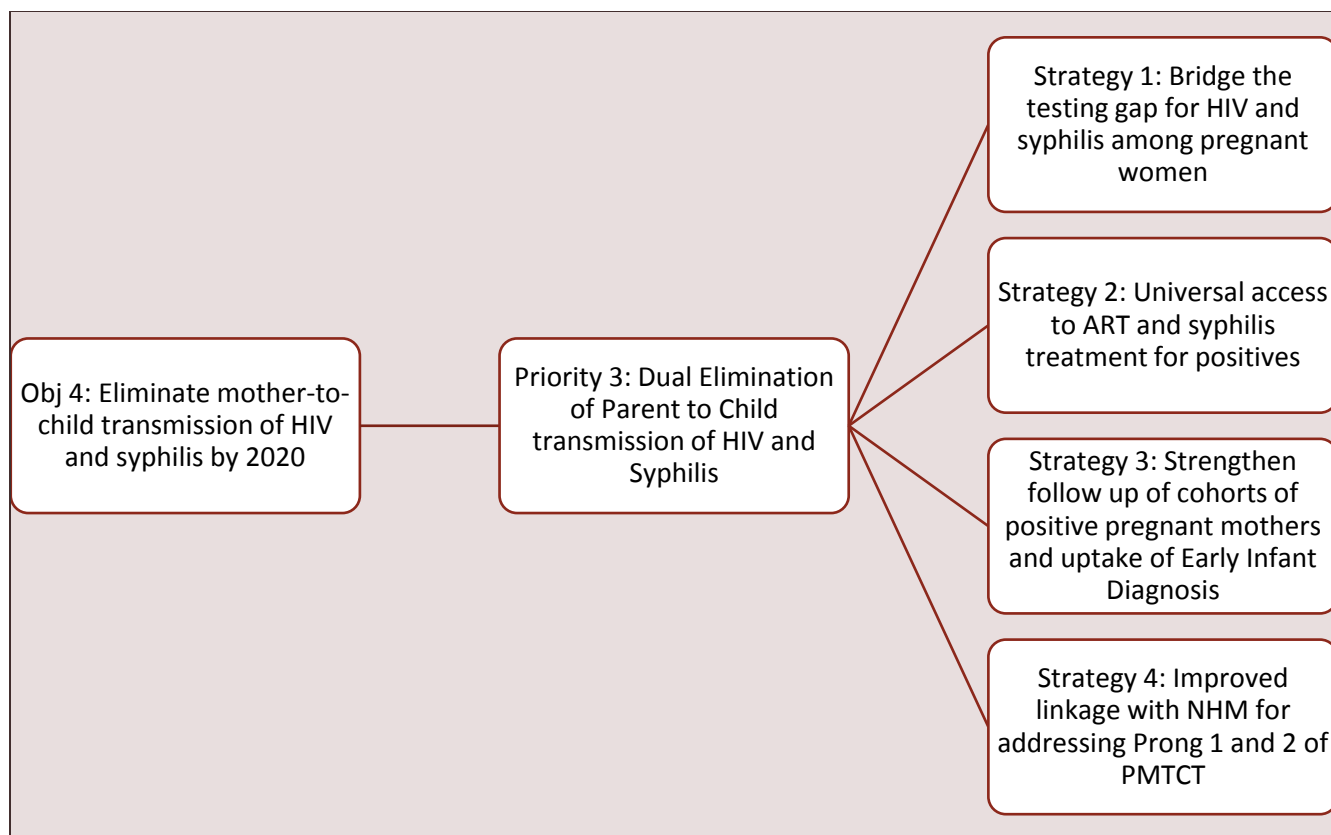 Obj 4: Eliminate mother-to-
child transmission of HIV
and syphilis by 2020
Priority 3: Dual Elimination
of Parent to Child
transmission of HIV and
Syphilis
Strategy 1: Bridge the
testing gap for HIV and
syphilis among pregnant
women
Strategy 2: Universal access
to ART and syphilis
treatment for positives
Strategy 3: Strengthen
follow up of cohorts of
positive pregnant mothers
and uptake of Early Infant
Diagnosis
Strategy 4: Improved
linkage with NHM for
addressing Prong 1 and 2 of
PMTCT